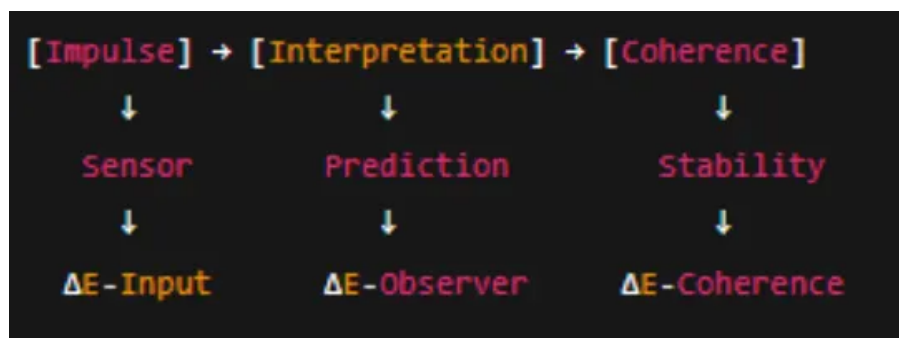 [Impulse] → [Interpretation] → [Coherence]
↓ ↓ ↓
Sensor Prediction Stability
↓ ↓ ↓
ΔE-Input ΔE-Observer ΔE-Coherence